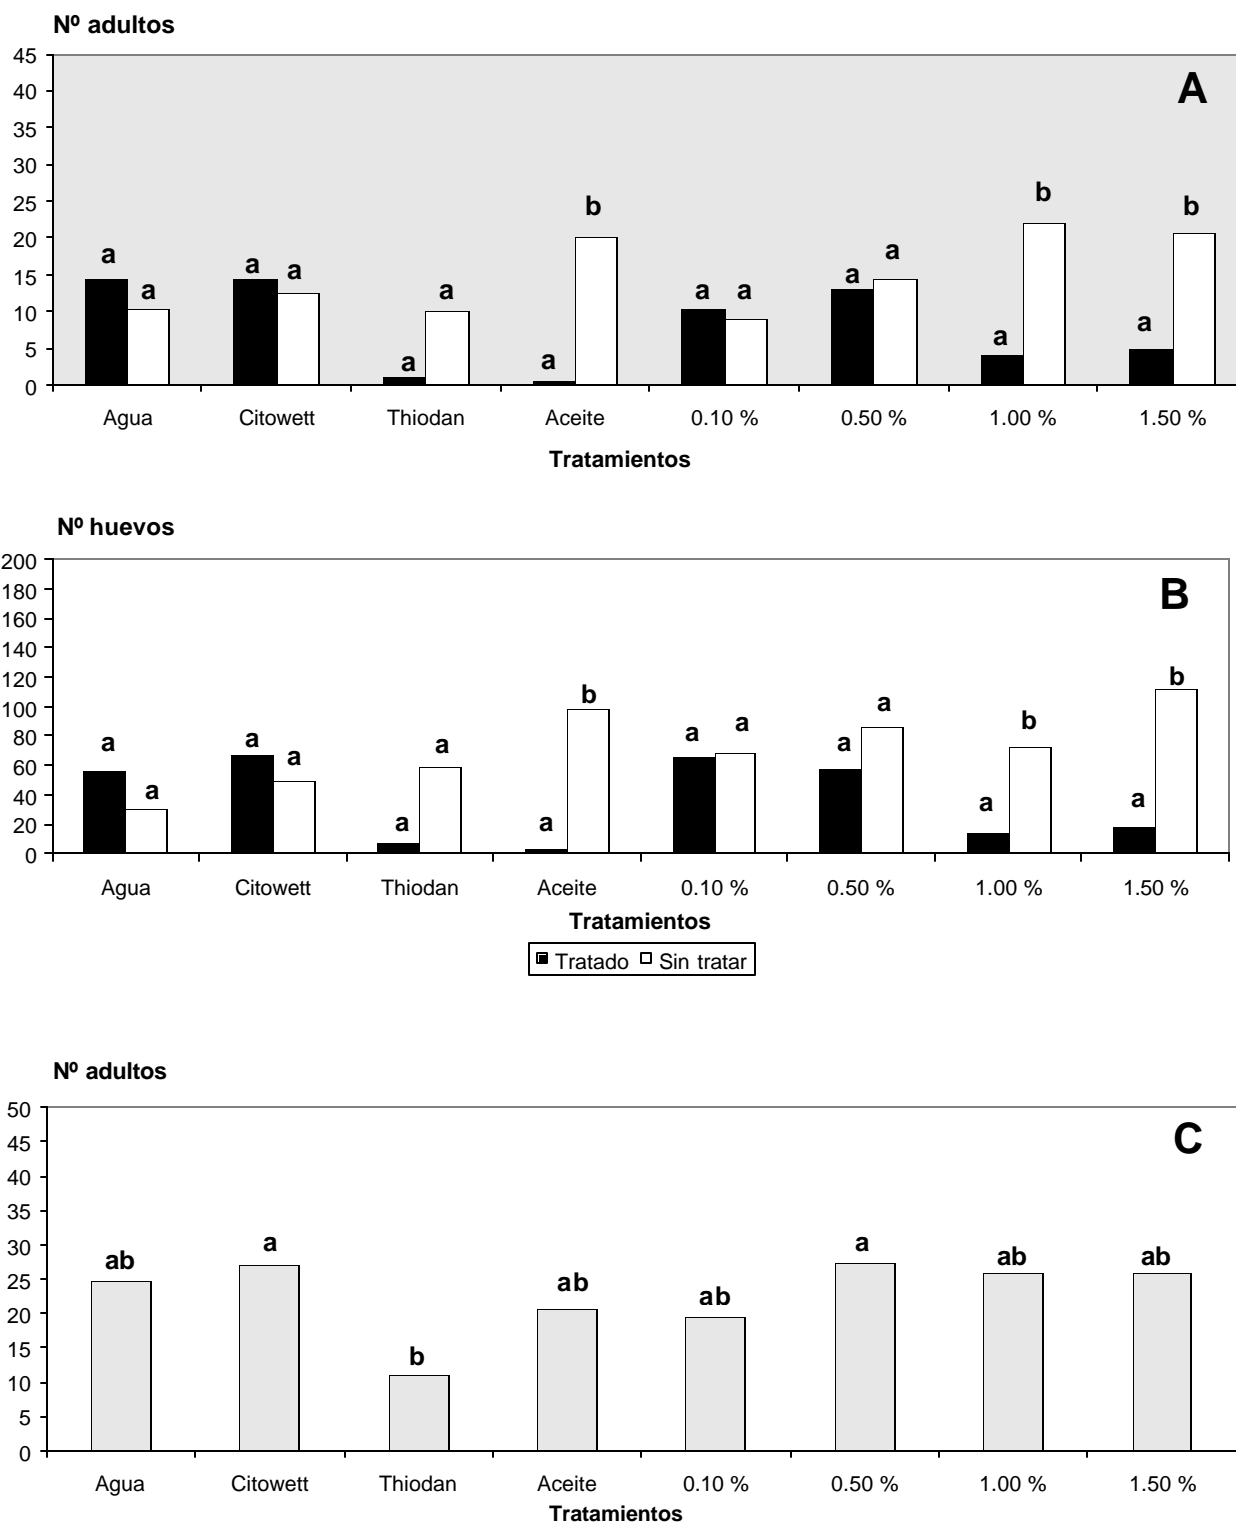 Nº adultos
A
45
40
35
30
25
20
15
10
5
0
a a a a a a a b a a a a a b a b
Agua Citowett Thiodan Aceite 0.10 % 0.50 % 1.00 % 1.50 %
Tratamientos
Nº huevos
B
200
180
160
140
120
100
80
60
40
20
0
a a a a a a a b a a a a a b a b
Agua Citowett Thiodan Aceite 0.10 % 0.50 % 1.00 % 1.50 %
Tratamientos
Tratado Sin tratar
Nº adultos
C
50
45
40
35
30
25
20
15
10
5
0
ab a b ab ab a ab ab
Agua Citowett Thiodan Aceite 0.10 % 0.50 % 1.00 % 1.50 %
Tratamientos